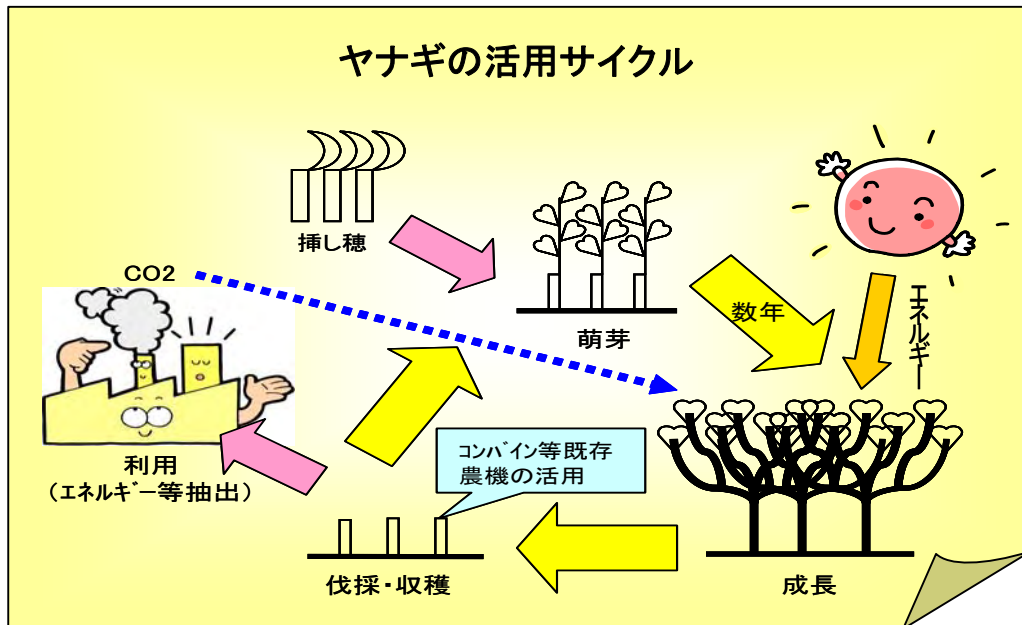 ヤナギの活用サイクル
挿し穂
CO2
萌芽
数年
エネルギー
利用
（エネルギー等抽出）
コンバイン等既存
農機の活用
伐採・収穫
成長